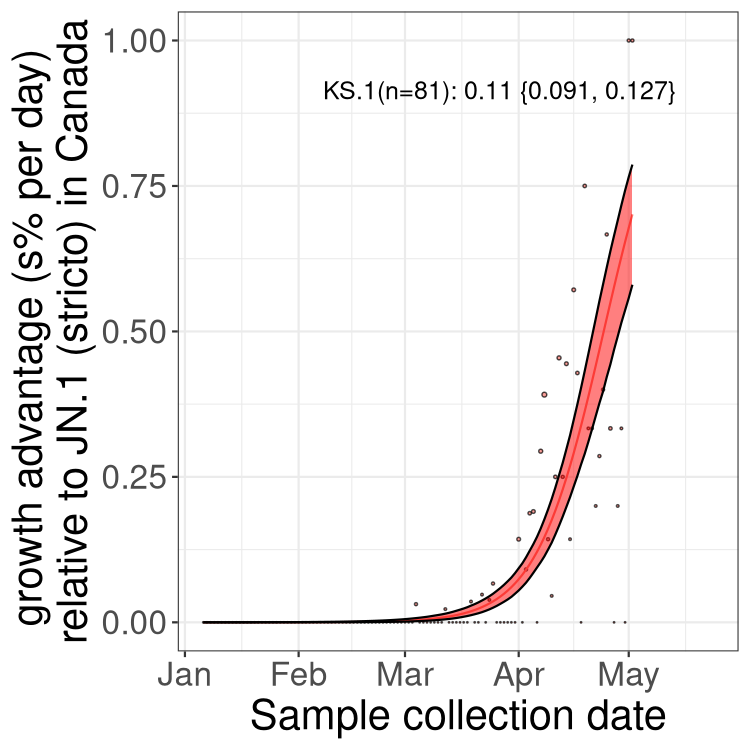 growth advantage (s% per day)
relative to JN.1 (stricto) in Canada
1.00
0.75
0.50
0.25
0.00
KS.1(n=81): 0.11 {0.091, 0.127}
Jan Feb Mar Apr May
Sample collection date